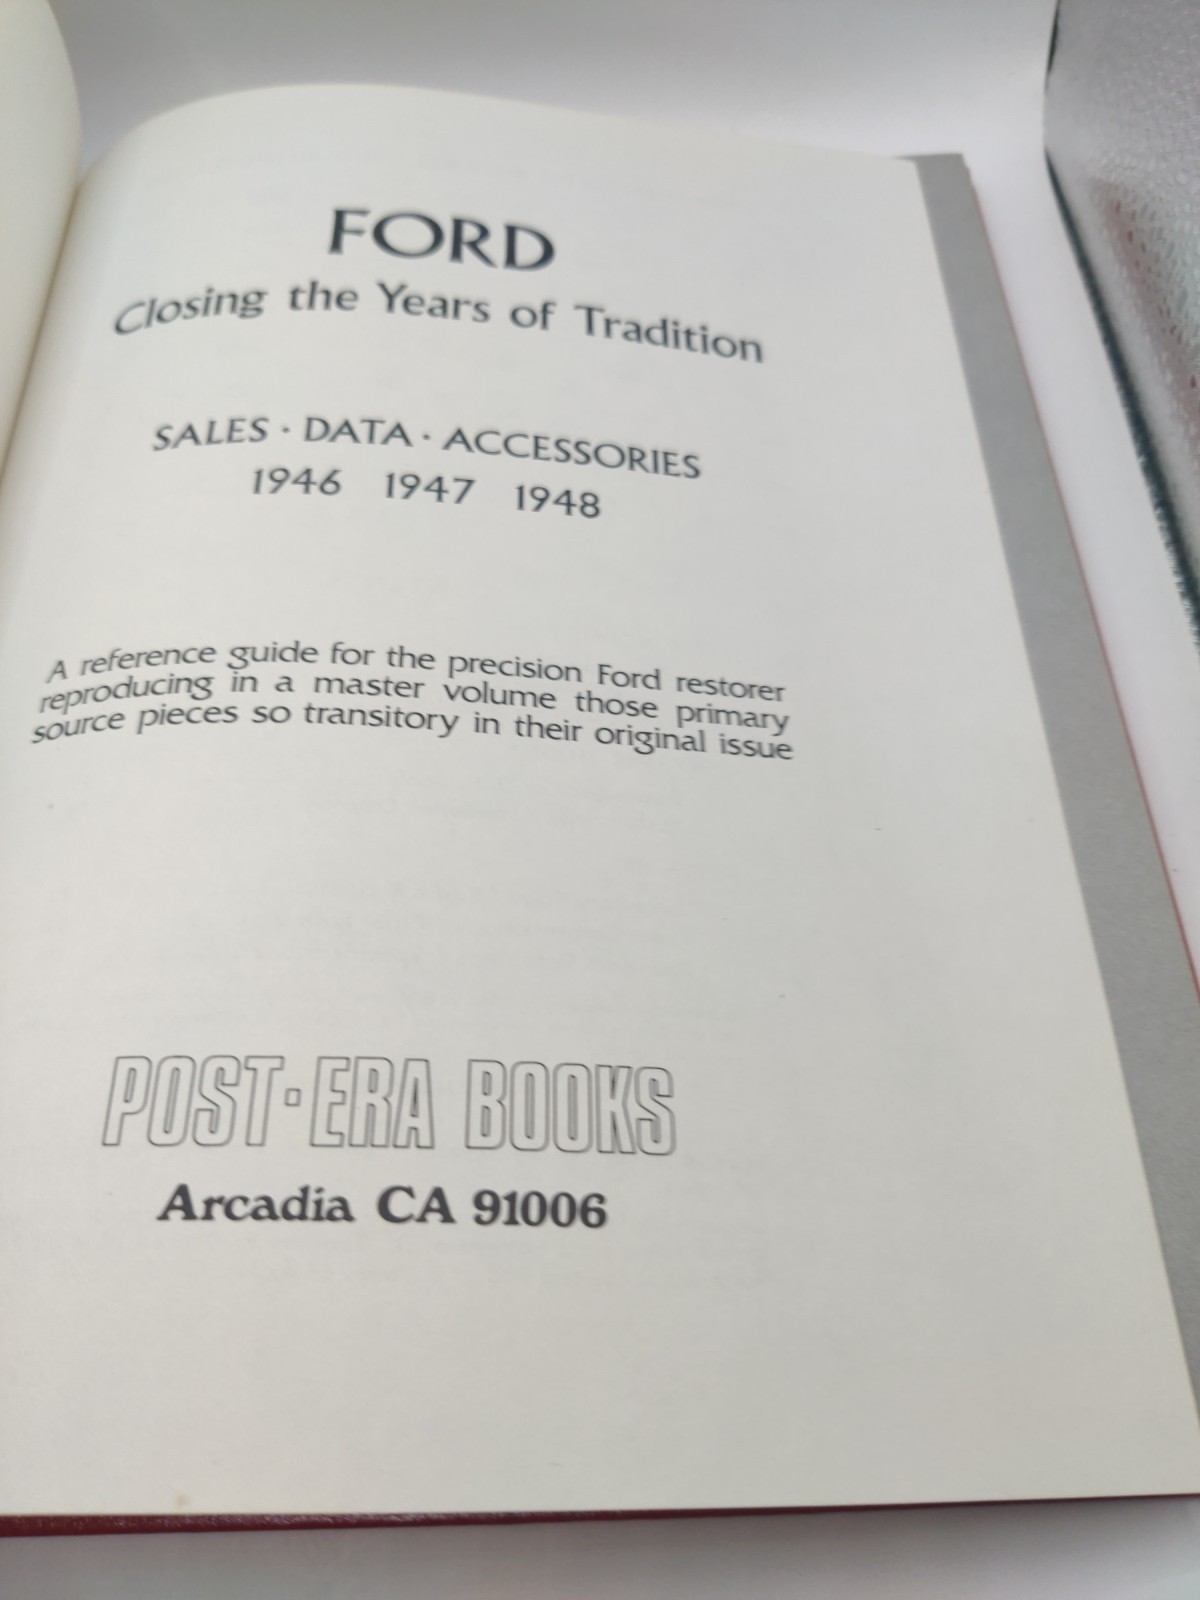 FORD
Closing the Years of Tradition
SALES · DATA · ACCESSORIES
1946 1947 1948
A reference guide for the precision Ford restorer
reproducing in a master volume those primary
source pieces so transitory in their original issue
POST·ERA BOOKS
Arcadia CA 91006